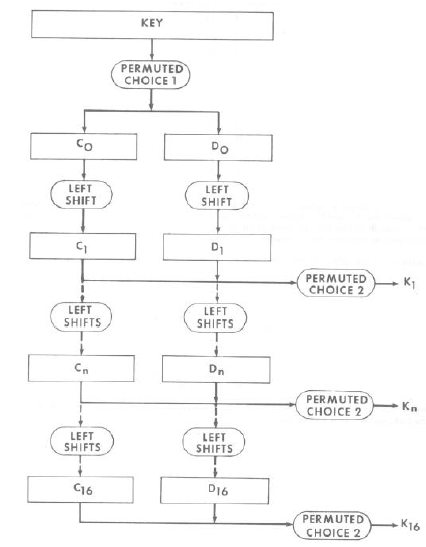 KEY
PERMUTED
CHOICE 1
C0
D0
LEFT
SHIFT
LEFT
SHIFT
C1
D1
PERMUTED
CHOICE 2
K1
LEFT
SHIFTS
LEFT
SHIFTS
Cn
Dn
PERMUTED
CHOICE 2
Kn
LEFT
SHIFTS
LEFT
SHIFTS
C16
D16
PERMUTED
CHOICE 2
K16